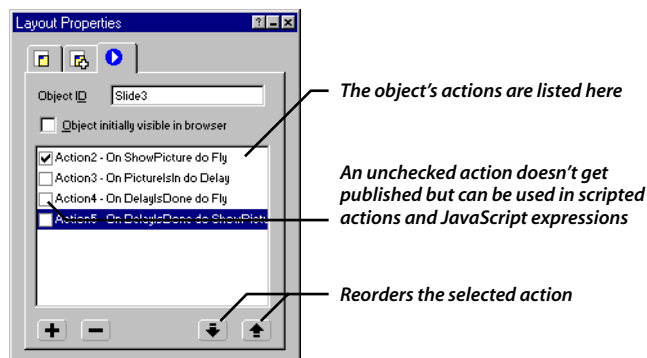 Layout Properties
Object ID
Slide3
Object initially visible in browser
Action2 - On ShowPicture do Fly
Action3 - On PictureIsIn do Delay
Action4 - On DelayIsDone do Fly
Action5 - On DelayIsDone do ShowPictu
The object’s actions are listed here
An unchecked action doesn’t get
published but can be used in scripted
actions and JavaScript expressions
Reorders the selected action